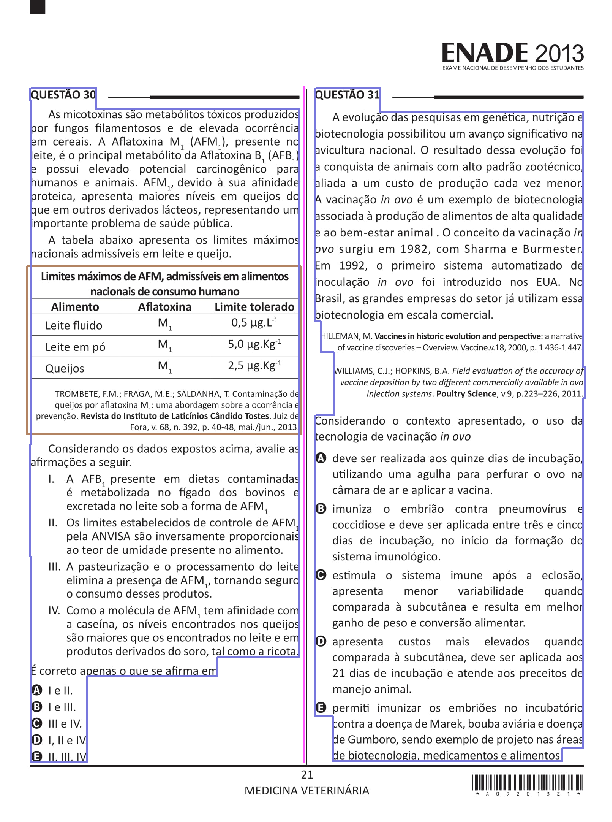 ENADE 2013
EXAME NACIONAL DE DESEMPENHO DOS ESTUDANTES
QUESTÃO 30
As micotoxinas são metabólitos tóxicos produzidos
por fungos filamentosos e de elevada ocorrência
em cereais. A Aflatoxina M1 (AFM1), presente no
leite, é o principal metabólito da Aflatoxina B1 (AFB1)
e possui elevado potencial carcinogênico para
humanos e animais. AFM1, devido à sua afinidade
proteica, apresenta maiores níveis em queijos do
que em outros derivados lácteos, representando um
importante problema de saúde pública.
A tabela abaixo apresenta os limites máximos
nacionais admissíveis em leite e queijo.
Limites máximos de AFM, admissíveis em alimentos
nacionais de consumo humano
Alimento Aflatoxina Limite tolerado
Leite fluido M1 0,5 µg.L-1
Leite em pó M1 5,0 µg.Kg-1
Queijos M1 2,5 µg.Kg-1
TROMBETE, F.M.; FRAGA, M.E.; SALDANHA, T. Contaminação de
queijos por aflatoxina M1: uma abordagem sobre a ocorrência e
prevenção. Revista do Instituto de Laticínios Cândido Tostes. Juiz de
Fora, v. 68, n. 392, p. 40-48, mai./jun., 2013.
Considerando os dados expostos acima, avalie as
afirmações a seguir.
I. A AFB1 presente em dietas contaminadas
é metabolizada no fígado dos bovinos e
excretada no leite sob a forma de AFM1
II. Os limites estabelecidos de controle de AFM1
pela ANVISA são inversamente proporcionais
ao teor de umidade presente no alimento.
III. A pasteurização e o processamento do leite
elimina a presença de AFM1, tornando seguro
o consumo desses produtos.
IV. Como a molécula de AFM1 tem afinidade com
a caseína, os níveis encontrados nos queijos
são maiores que os encontrados no leite e em
produtos derivados do soro, tal como a ricota.
É correto apenas o que se afirma em
A I e II.
B I e III.
C III e IV.
D I, II e IV
E II, III, IV
QUESTÃO 31
A evolução das pesquisas em genética, nutrição e
biotecnologia possibilitou um avanço significativo na
avicultura nacional. O resultado dessa evolução foi
a conquista de animais com alto padrão zootécnico,
aliada a um custo de produção cada vez menor.
A vacinação in ovo é um exemplo de biotecnologia
associada à produção de alimentos de alta qualidade
e ao bem-estar animal . O conceito da vacinação in
ovo surgiu em 1982, com Sharma e Burmester.
Em 1992, o primeiro sistema automatizado de
inoculação in ovo foi introduzido nos EUA. No
Brasil, as grandes empresas do setor já utilizam essa
biotecnologia em escala comercial.
HILLEMAN, M. Vaccines in historic evolution and perspective: a narrative
of vaccine discoveries – Overview. Vaccine.v.18, 2000, p. 1436-1 447.
WILLIAMS, C.J.; HOPKINS, B.A. Field evaluation of the accuracy of
vaccine deposition by two different commercially available in ovo
injection systems. Poultry Science, v.9, p.223–226, 2011.
Considerando o contexto apresentado, o uso da
tecnologia de vacinação in ovo
A deve ser realizada aos quinze dias de incubação,
utilizando uma agulha para perfurar o ovo na
câmara de ar e aplicar a vacina.
B imuniza o embrião contra pneumovírus e
coccidiose e deve ser aplicada entre três e cinco
dias de incubação, no início da formação do
sistema imunológico.
C estimula o sistema imune após a eclosão,
apresenta menor variabilidade quando
comparada à subcutânea e resulta em melhor
ganho de peso e conversão alimentar.
D apresenta custos mais elevados quando
comparada à subcutânea, deve ser aplicada aos
21 dias de incubação e atende aos preceitos de
manejo animal.
E permiti imunizar os embriões no incubatório
contra a doença de Marek, bouba aviária e doença
de Gumboro, sendo exemplo de projeto nas áreas
de biotecnologia, medicamentos e alimentos.
21
MEDICINA VETERINÁRIA